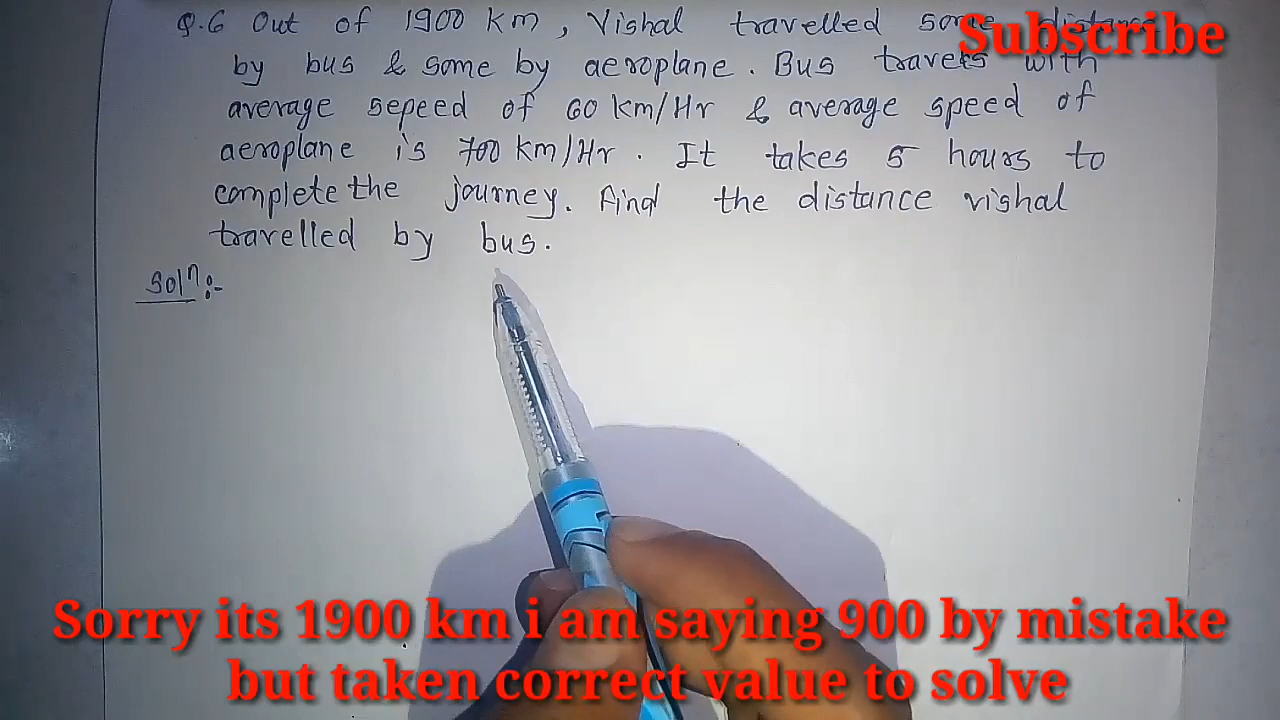 Q.6 Out of 1900 km, Vishal travelled some distance
Subscribe
by bus & some by aeroplane. Bus travels with
average sepeed of 60 km/Hr & average speed of
aeroplane is 700 km/Hr. It takes 5 hours to
complete the journey. Find the distance vishal
travelled by bus.
Solⁿ:-
Sorry its 1900 km i am saying 900 by mistake
but taken correct value to solve